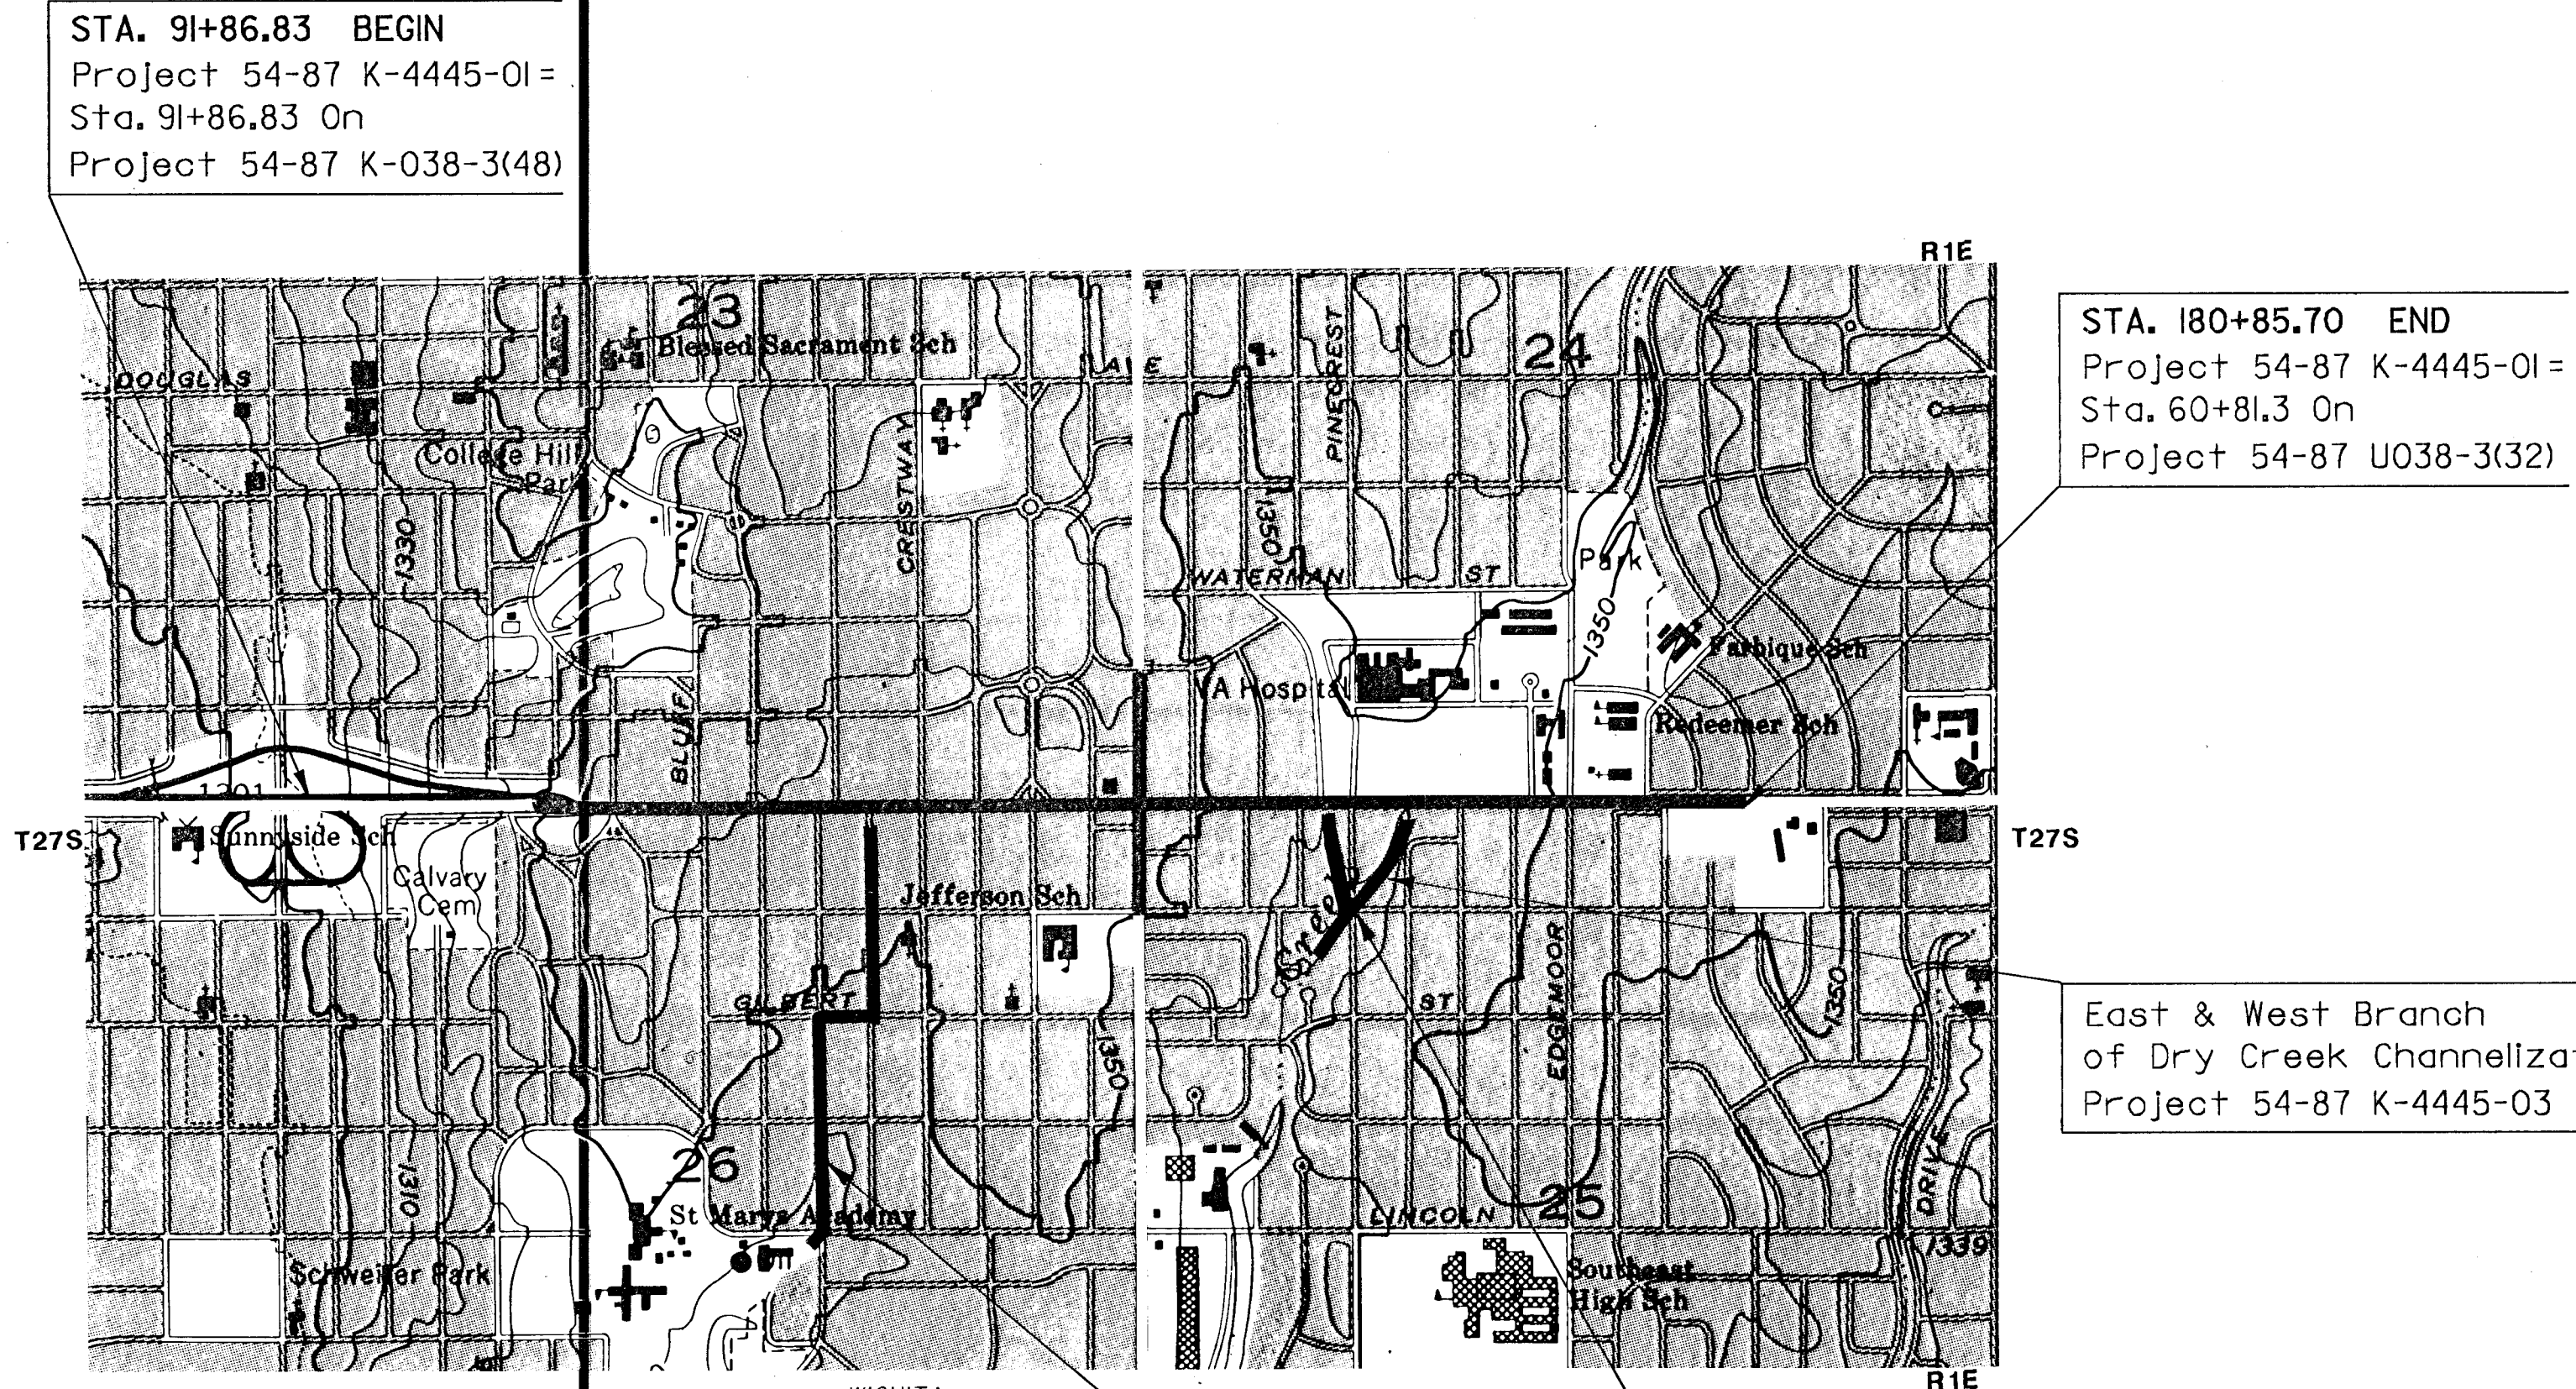 STA. 91+86.83 BEGIN
Project 54-87 K-4445-01 =
Sta. 91+86.83 On
Project 54-87 K-038-3(48)
R1E
STA. 180+85.70 END
Project 54-87 K-4445-01 =
Sta. 60+81.3 On
Project 54-87 U038-3(32)
23
Blessed Sacrament Sch
24
DOUGLAS
AVE
PINECREST
College Hill
Park
CRESTWAY
1330
1350
WATERMAN ST
Park
1350
VA Hospital
Redeemer Sch
BLUFF
1301
T27S
Sunnyside Sch
T27S
Calvary
Cem
Jefferson Sch
Creek
GILBERT
ST
EDGEMOOR
1350
1350
East & West Branch
of Dry Creek Channeliza
Project 54-87 K-4445-03
26
1310
St Marys Academy
LINCOLN
25
DRIVE
1339
Schweiter Park
Southeast
High Sch
WICHITA
R1E